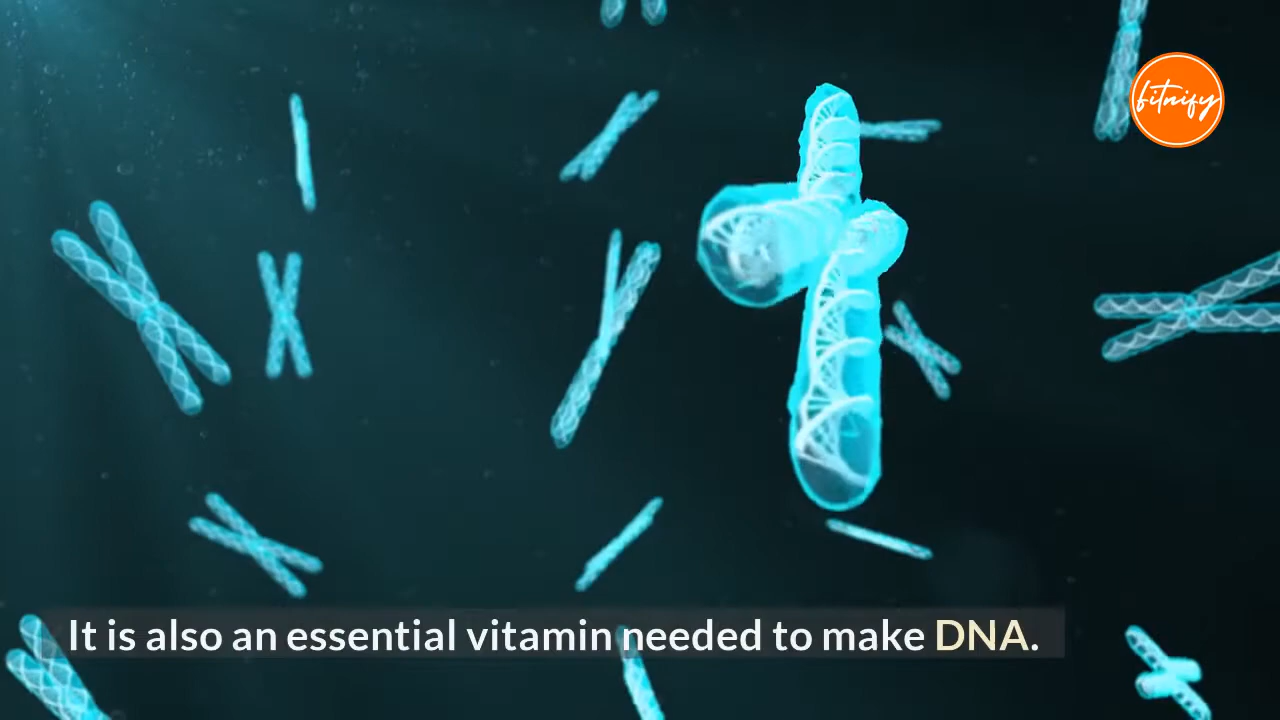 fitnify
It is also an essential vitamin needed to make DNA.